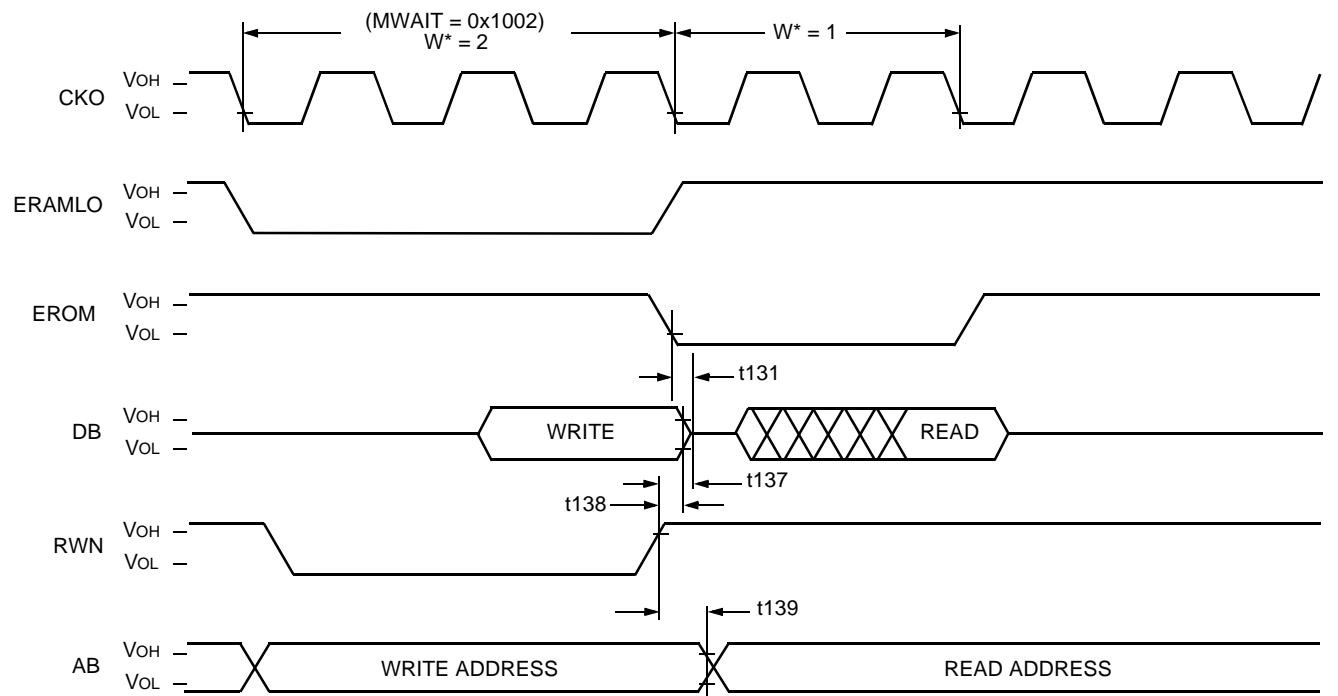 (MWAIT = 0x1002)
W* = 2
W* = 1
CKO
VOH
VOL
ERAMLO
VOH
VOL
EROM
VOH
VOL
t131
DB
VOH
VOL
WRITE
READ
t137
t138
RWN
VOH
VOL
t139
AB
VOH
VOL
WRITE ADDRESS
READ ADDRESS